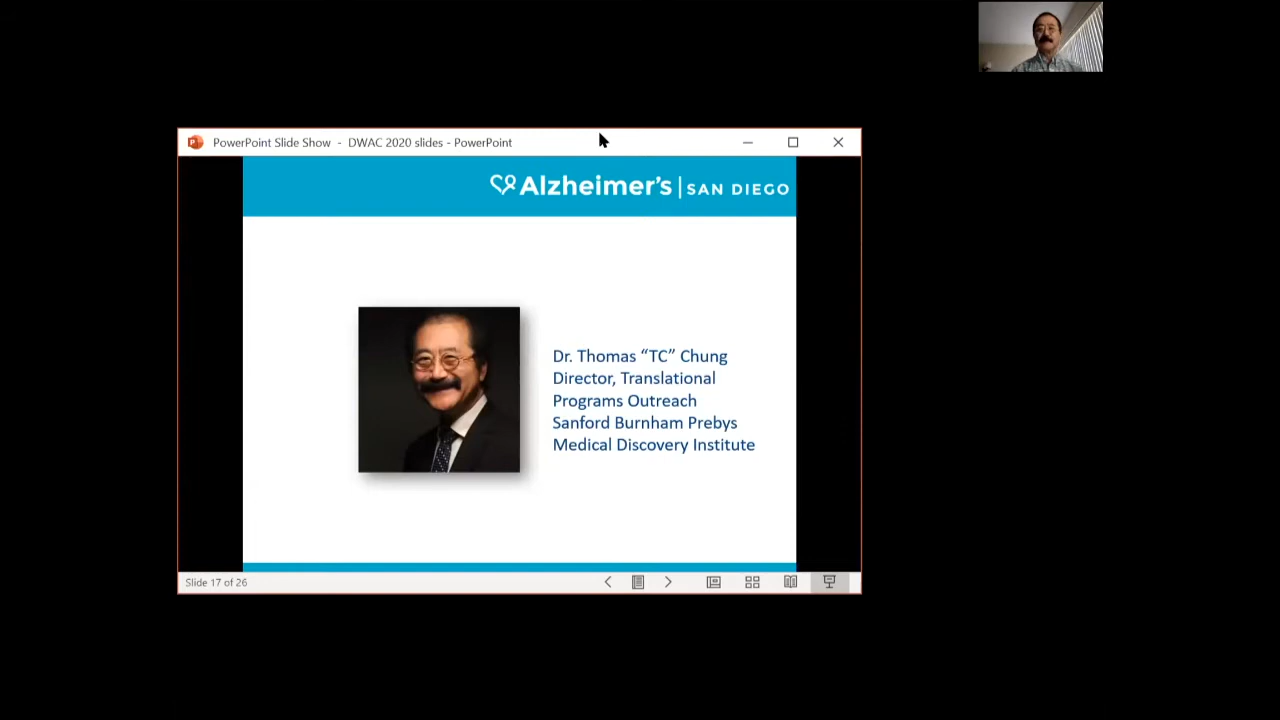 PowerPoint Slide Show - DWAC 2020 slides - PowerPoint
Alzheimer's | SAN DIEGO
Dr. Thomas “TC” Chung
Director, Translational
Programs Outreach
Sanford Burnham Prebys
Medical Discovery Institute
Slide 17 of 26